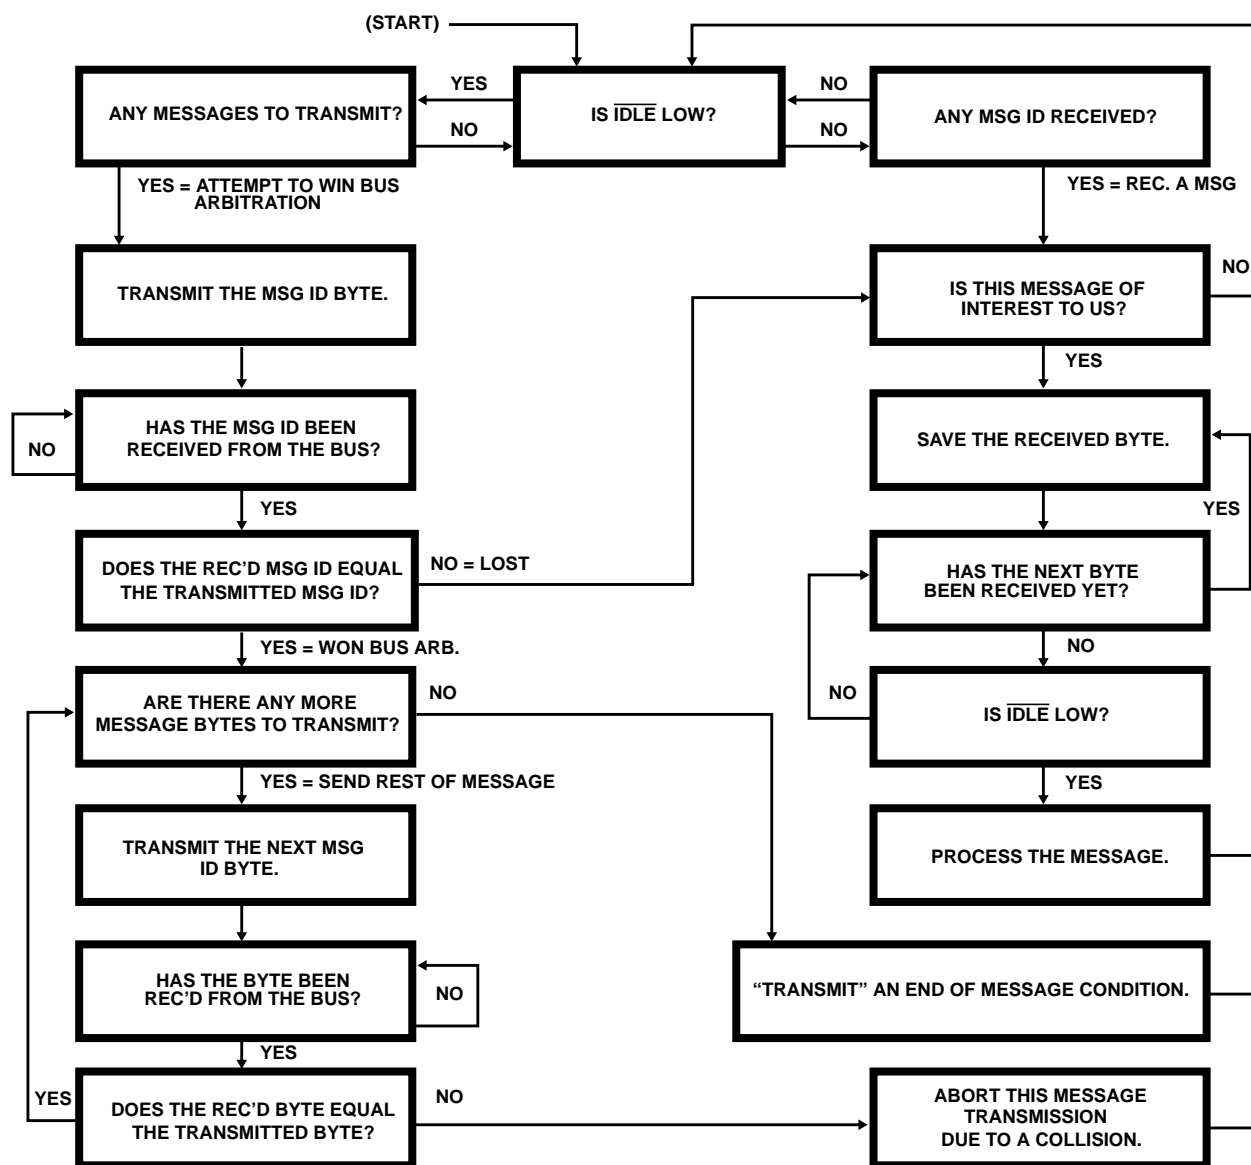 (START)
ANY MESSAGES TO TRANSMIT?
YES
NO
IS IDLE LOW?
NO
NO
ANY MSG ID RECEIVED?
YES = ATTEMPT TO WIN BUS
ARBITRATION
YES = REC. A MSG
TRANSMIT THE MSG ID BYTE.
IS THIS MESSAGE OF
INTEREST TO US?
NO
YES
HAS THE MSG ID BEEN
RECEIVED FROM THE BUS?
NO
SAVE THE RECEIVED BYTE.
YES
YES
DOES THE REC’D MSG ID EQUAL
THE TRANSMITTED MSG ID?
NO = LOST
HAS THE NEXT BYTE
BEEN RECEIVED YET?
YES = WON BUS ARB.
NO
ARE THERE ANY MORE
MESSAGE BYTES TO TRANSMIT?
NO
NO
IS IDLE LOW?
YES = SEND REST OF MESSAGE
YES
TRANSMIT THE NEXT MSG
ID BYTE.
PROCESS THE MESSAGE.
HAS THE BYTE BEEN
REC’D FROM THE BUS?
NO
“TRANSMIT” AN END OF MESSAGE CONDITION.
YES
YES
DOES THE REC’D BYTE EQUAL
THE TRANSMITTED BYTE?
NO
ABORT THIS MESSAGE
TRANSMISSION
DUE TO A COLLISION.